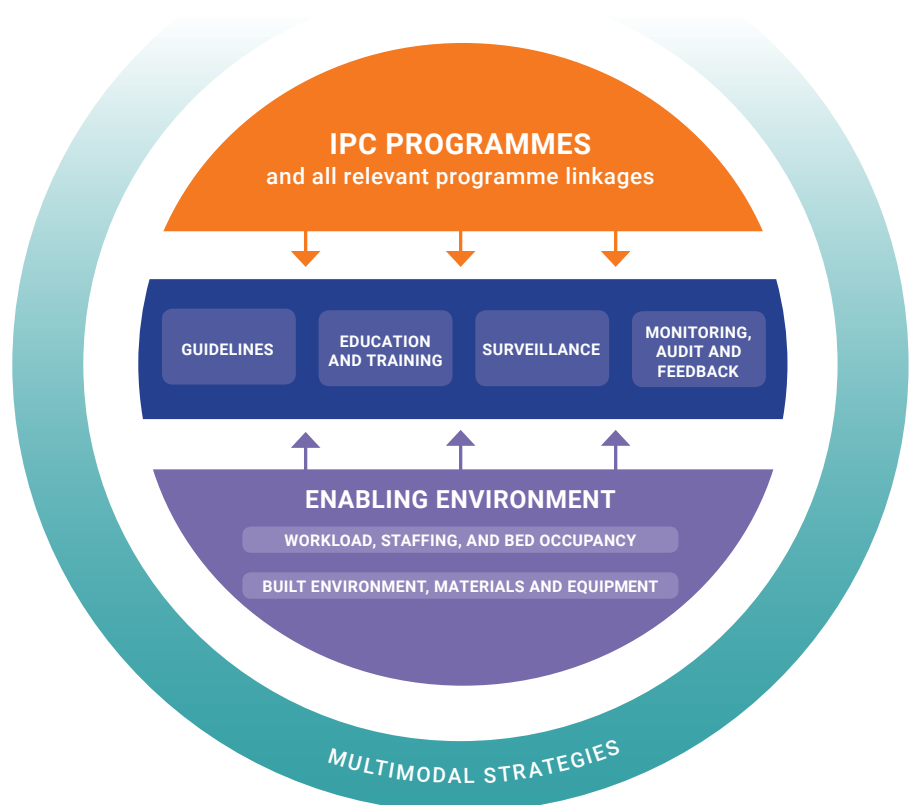 IPC PROGRAMMES
and all relevant programme linkages
GUIDELINES
EDUCATION
AND TRAINING
SURVEILLANCE
MONITORING,
AUDIT AND
FEEDBACK
ENABLING ENVIRONMENT
WORKLOAD, STAFFING, AND BED OCCUPANCY
BUILT ENVIRONMENT, MATERIALS AND EQUIPMENT
MULTIMODAL STRATEGIES